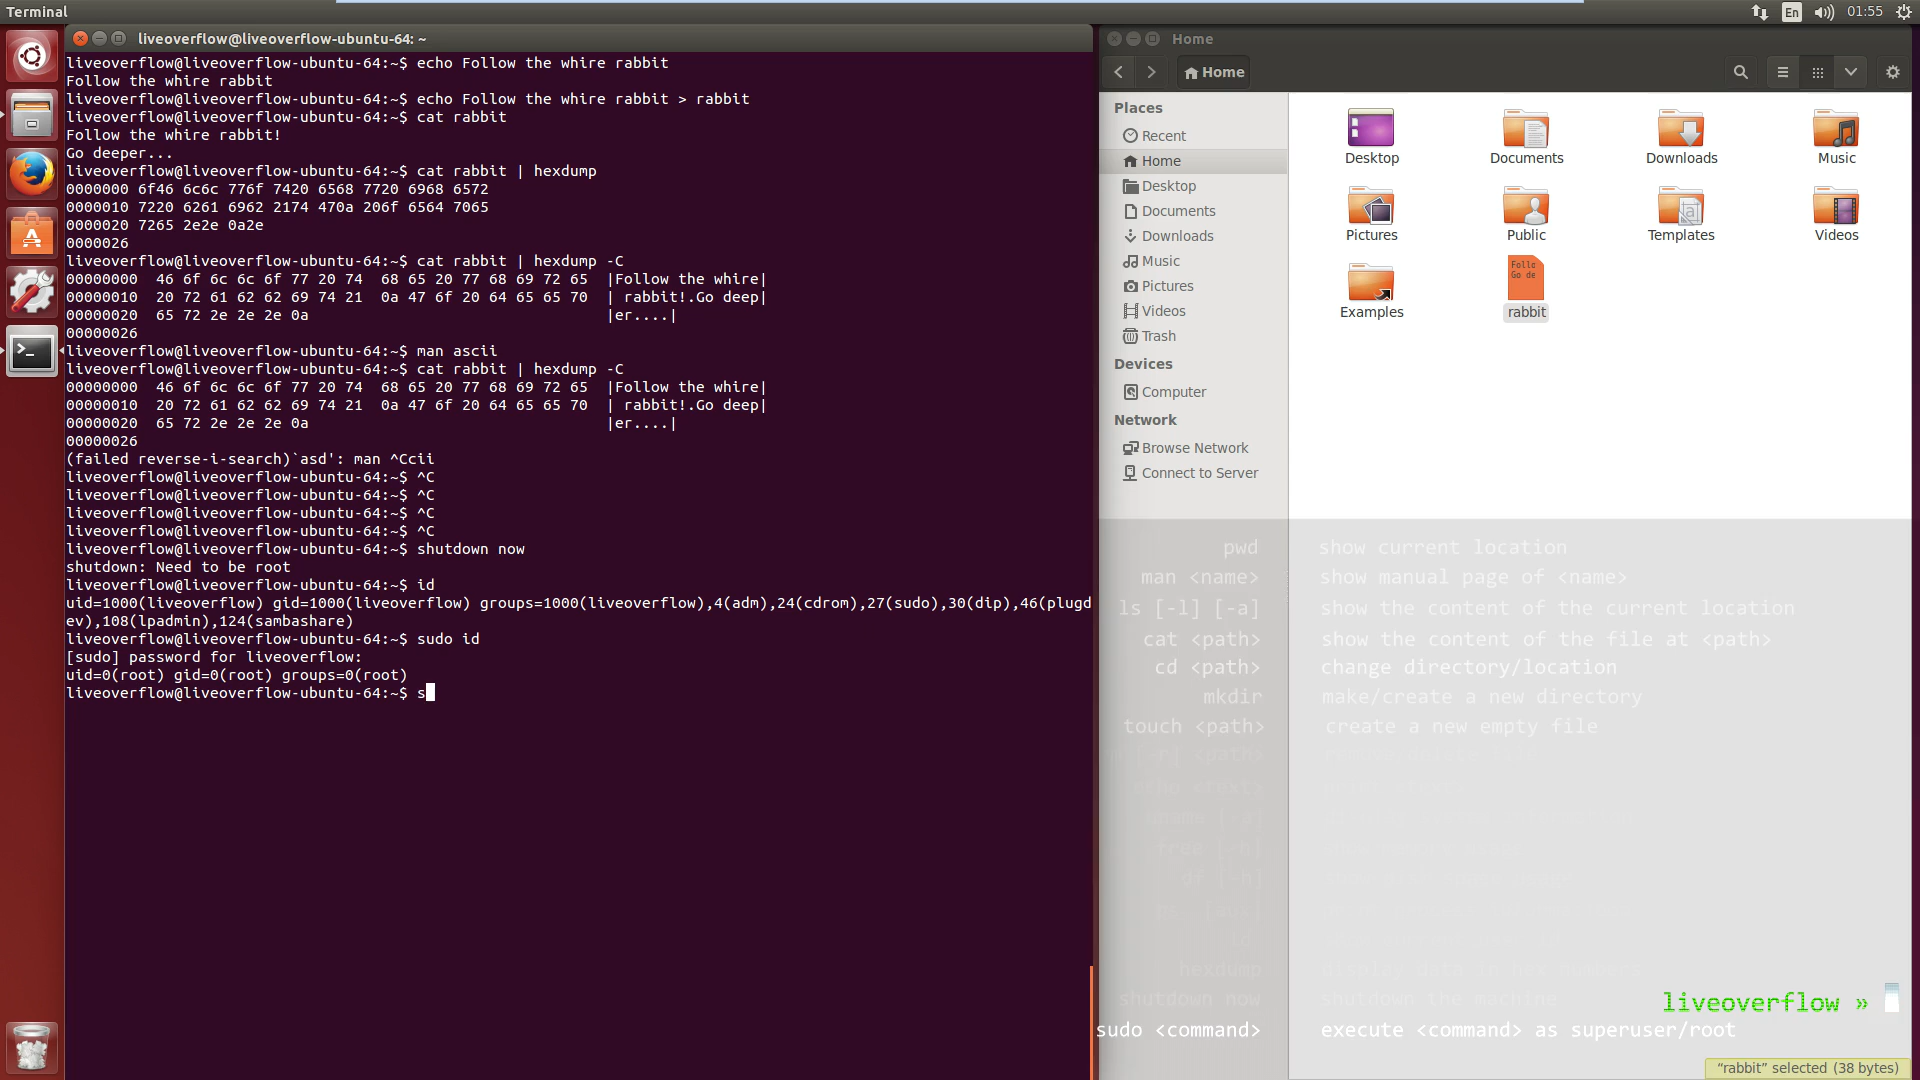 Terminal
En
01:55
liveoverflow@liveoverflow-ubuntu-64: ~
liveoverflow@liveoverflow-ubuntu-64:~$ echo Follow the whire rabbit
Follow the whire rabbit
liveoverflow@liveoverflow-ubuntu-64:~$ echo Follow the whire rabbit > rabbit
liveoverflow@liveoverflow-ubuntu-64:~$ cat rabbit
Follow the whire rabbit!
Go deeper...
liveoverflow@liveoverflow-ubuntu-64:~$ cat rabbit | hexdump
0000000 6f46 6c6c 776f 7420 6568 7720 6968 6572
0000010 7220 6261 6962 2174 470a 206f 6564 7065
0000020 7265 2e2e 0a2e
0000026
liveoverflow@liveoverflow-ubuntu-64:~$ cat rabbit | hexdump -C
00000000  46 6f 6c 6c 6f 77 20 74  68 65 20 77 68 69 72 65  |Follow the whire|
00000010  20 72 61 62 62 69 74 21  0a 47 6f 20 64 65 65 70  | rabbit!.Go deep|
00000020  65 72 2e 2e 2e 0a                                 |er....|
00000026
liveoverflow@liveoverflow-ubuntu-64:~$ man ascii
liveoverflow@liveoverflow-ubuntu-64:~$ cat rabbit | hexdump -C
00000000  46 6f 6c 6c 6f 77 20 74  68 65 20 77 68 69 72 65  |Follow the whire|
00000010  20 72 61 62 62 69 74 21  0a 47 6f 20 64 65 65 70  | rabbit!.Go deep|
00000020  65 72 2e 2e 2e 0a                                 |er....|
00000026
(failed reverse-i-search)`asd': man ^Ccii
liveoverflow@liveoverflow-ubuntu-64:~$ ^C
liveoverflow@liveoverflow-ubuntu-64:~$ ^C
liveoverflow@liveoverflow-ubuntu-64:~$ ^C
liveoverflow@liveoverflow-ubuntu-64:~$ ^C
liveoverflow@liveoverflow-ubuntu-64:~$ shutdown now
shutdown: Need to be root
liveoverflow@liveoverflow-ubuntu-64:~$ id
uid=1000(liveoverflow) gid=1000(liveoverflow) groups=1000(liveoverflow),4(adm),24(cdrom),27(sudo),30(dip),46(plugd
ev),108(lpadmin),124(sambashare)
liveoverflow@liveoverflow-ubuntu-64:~$ sudo id
[sudo] password for liveoverflow:
uid=0(root) gid=0(root) groups=0(root)
liveoverflow@liveoverflow-ubuntu-64:~$ s
Home
Home
Places
Recent
Home
Desktop
Documents
Downloads
Music
Pictures
Videos
Trash
Devices
Computer
Network
Browse Network
Connect to Server
Desktop
Documents
Downloads
Music
Pictures
Public
Templates
Videos
Examples
rabbit
pwd show current location
man <name> show manual page of <name>
ls [-l] [-a] show the content of the current location
cat <path> show the content of the file at <path>
cd <path> change directory/location
mkdir make/create a new directory
touch <path> create a new empty file
hexdump display data in hex numbers
shutdown now shutdown the machine
liveoverflow »
sudo <command> execute <command> as superuser/root
"rabbit" selected (38 bytes)